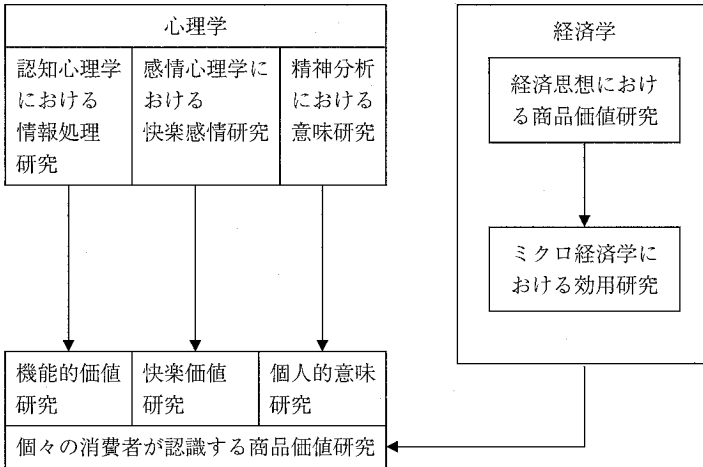 心理学
認知心理学
における
情報処理
研究
感情心理学に
おける
快楽感情研究
精神分析
における
意味研究
経済学
経済思想におけ
る商品価値研究
ミクロ経済学に
おける効用研究
機能的価値
研究
快楽価値
研究
個人的意味
研究
個々の消費者が認識する商品価値研究